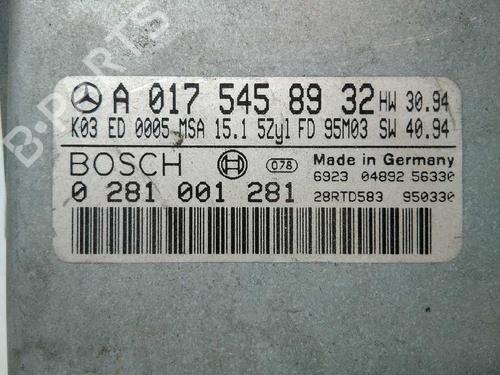 A 017 545 89 32 HW 30.94
K03 ED 0005 MSA 15.1 5Zyl FD 95M03 SW 40.94
BOSCH 078 Made in Germany
6923 04892 56330
0 281 001 281 28RTD583 950330
B-PARTS